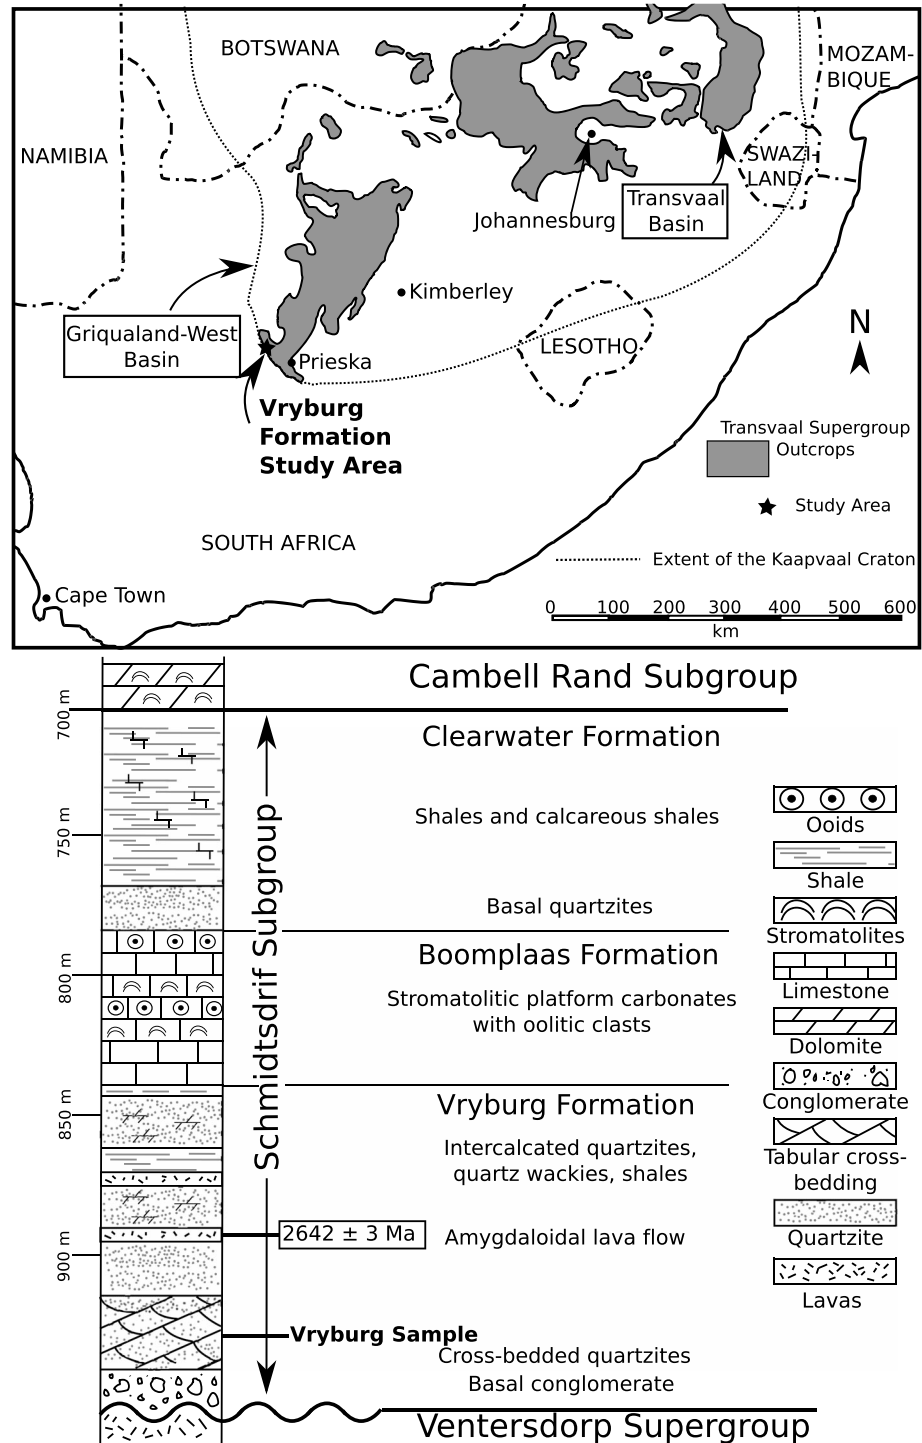 BOTSWANA
MOZAM-
BIQUE
NAMIBIA
SWAZI-
LAND
Johannesburg
Transvaal
Basin
Kimberley
Griqualand-West
Basin
Prieska
LESOTHO
N
Vryburg
Formation
Study Area
Transvaal Supergroup
Outcrops
Study Area
SOUTH AFRICA
Extent of the Kaapvaal Craton
Cape Town
0 100 200 300 400 500 600
km
Cambell Rand Subgroup
700 m
Clearwater Formation
Shales and calcareous shales
750 m
Basal quartzites
Schmidtsdrif Subgroup
Boomplaas Formation
800 m
Stromatolitic platform carbonates
with oolitic clasts
Vryburg Formation
850 m
Intercalcated quartzites,
quartz wackies, shales
2642 ± 3 Ma
Amygdaloidal lava flow
900 m
Vryburg Sample
Cross-bedded quartzites
Basal conglomerate
Ventersdorp Supergroup
Ooids
Shale
Stromatolites
Limestone
Dolomite
Conglomerate
Tabular cross-
bedding
Quartzite
Lavas